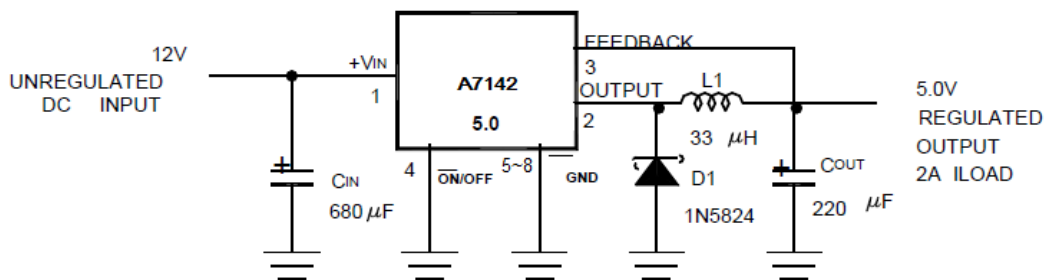 12V
UNREGULATED
DC INPUT
+VIN
1
A7142
5.0
FEEDBACK
3
OUTPUT
2
4
ON/OFF
5~8
GND
CIN
680 μF
L1
33 μH
D1
1N5824
COUT
220 μF
5.0V
REGULATED
OUTPUT
2A ILOAD